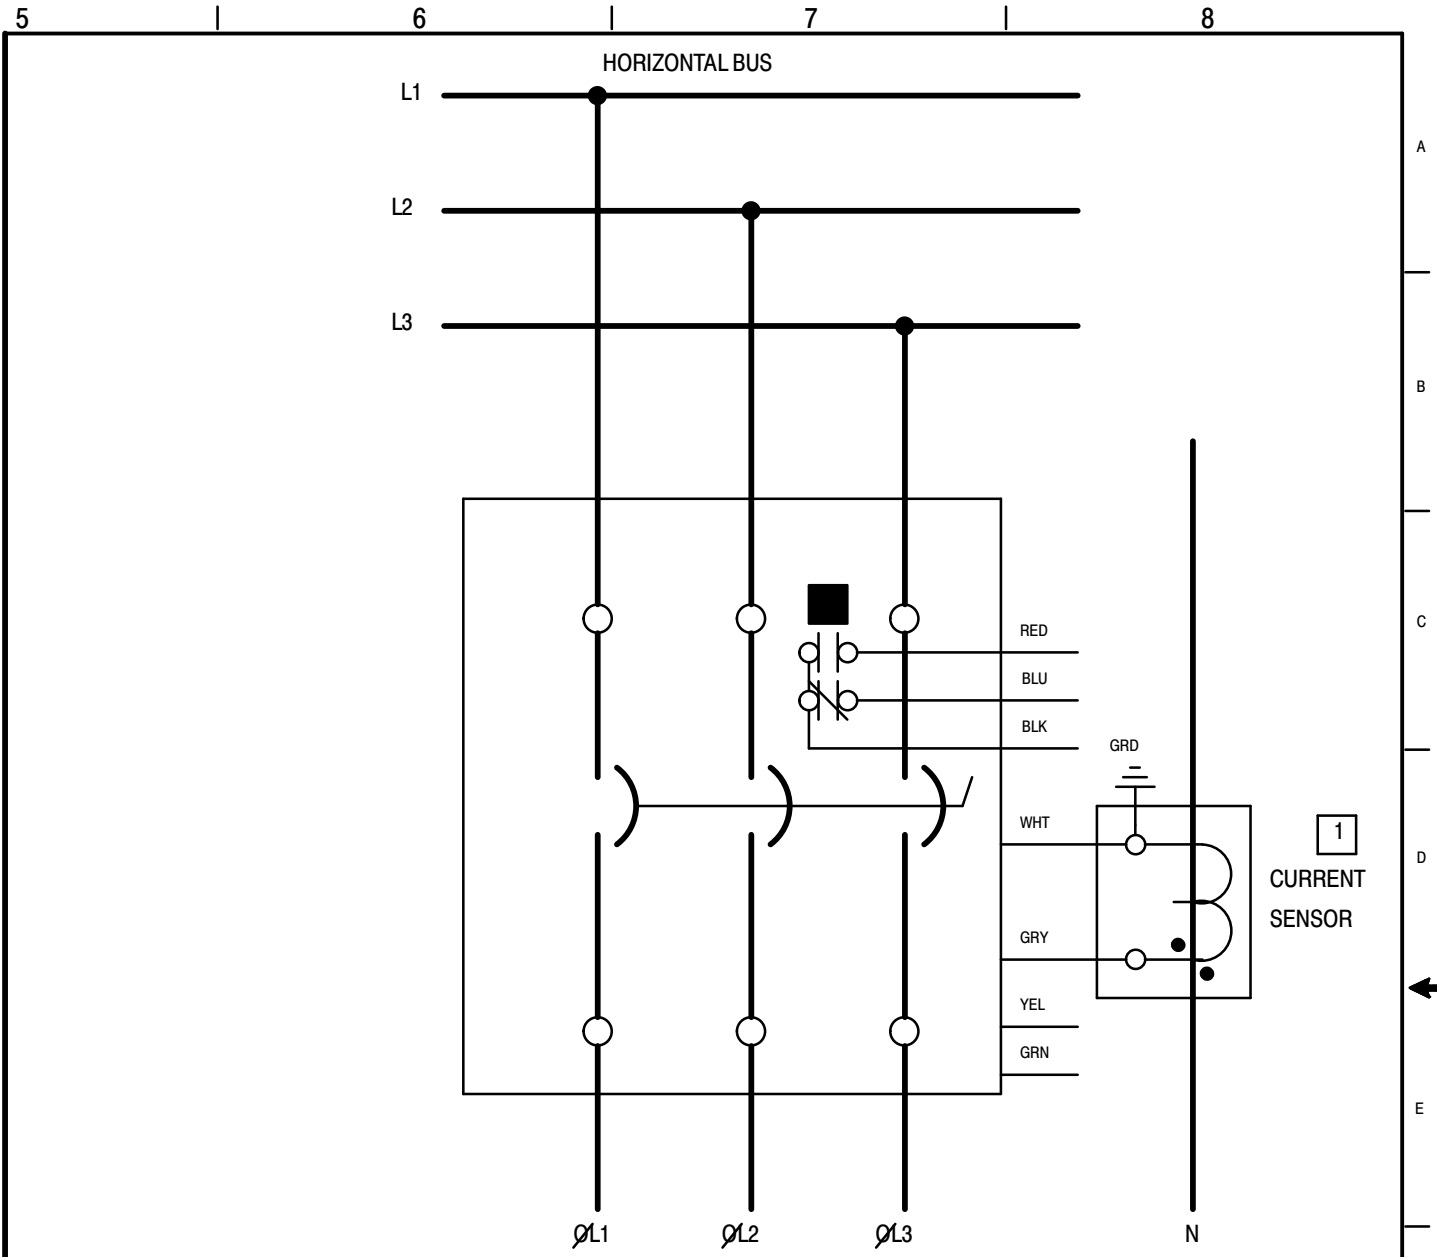 5 6 7 8
HORIZONTAL BUS
L1
A
L2
L3
B
C
RED
BLU
BLK
GRD
WHT
1
D
CURRENT
SENSOR
GRY
YEL
GRN
E
ØL1 ØL2 ØL3 N